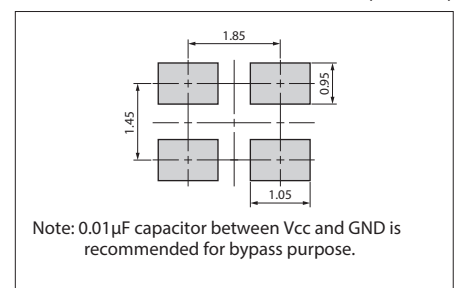 1.85
0.95
1.45
1.05
Note: 0.01µF capacitor between Vcc and GND is
recommended for bypass purpose.